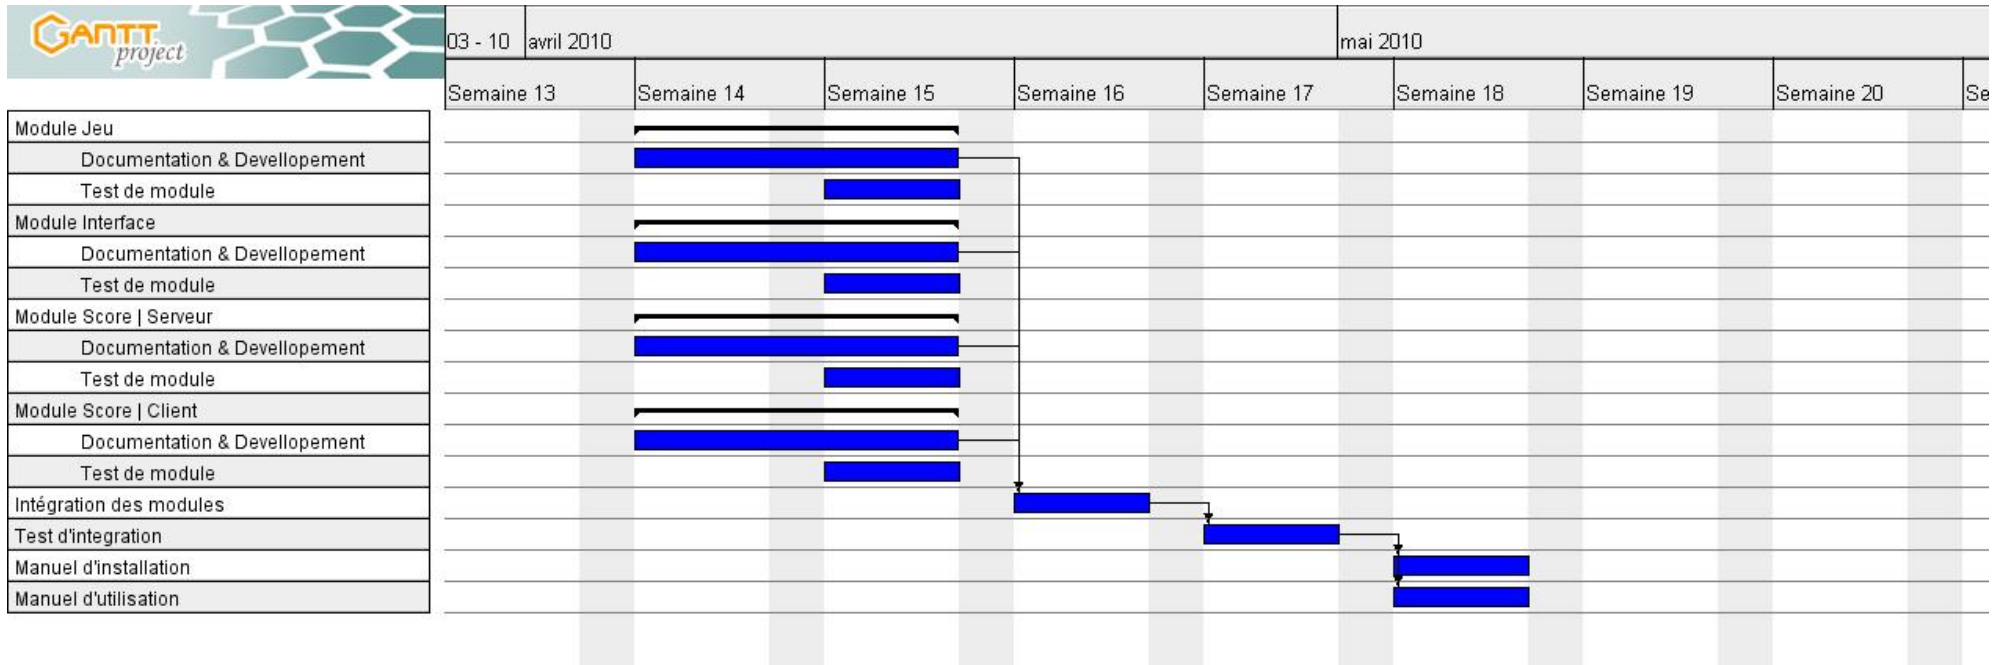 GANTT
project
03 - 10 avril 2010 mai 2010
Semaine 13 Semaine 14 Semaine 15 Semaine 16 Semaine 17 Semaine 18 Semaine 19 Semaine 20 Se
Module Jeu
Documentation & Devellopement
Test de module
Module Interface
Documentation & Devellopement
Test de module
Module Score | Serveur
Documentation & Devellopement
Test de module
Module Score | Client
Documentation & Devellopement
Test de module
Intégration des modules
Test d'integration
Manuel d'installation
Manuel d'utilisation